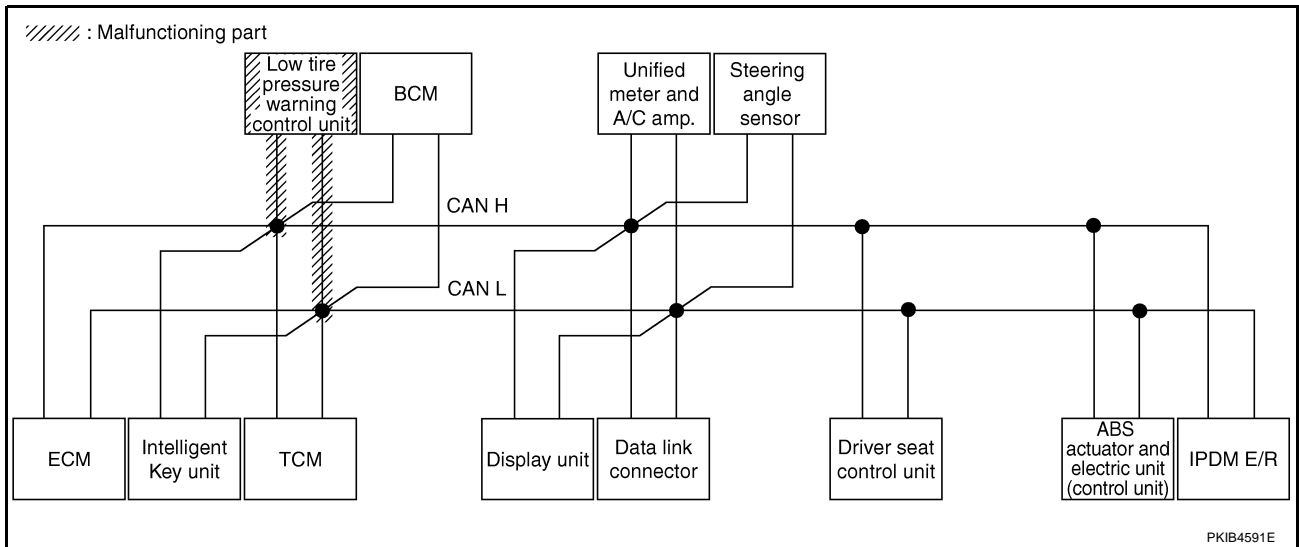 : Malfunctioning part
Low tire
pressure
warning
control unit
BCM
Unified
meter and
A/C amp.
Steering
angle
sensor
CAN H
CAN L
ECM
Intelligent
Key unit
TCM
Display unit
Data link
connector
Driver seat
control unit
ABS
actuator and
electric unit
(control unit)
IPDM E/R
PKIB4591E